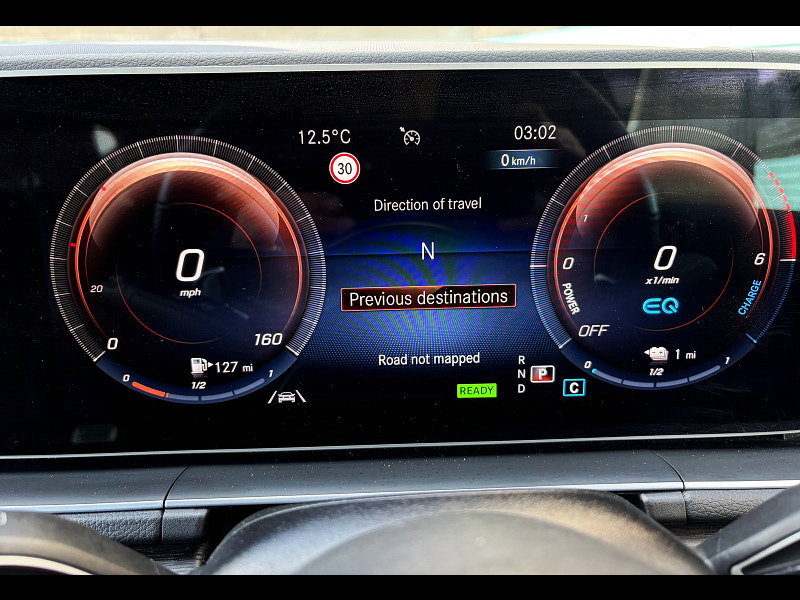 12.5°C
03:02
30
0 km/h
Direction of travel
N
Previous destinations
Road not mapped
READY
R
N
P
D
C
0
mph
20
0
160
127 mi
0
1/2
1
1
0
0
x1/min
6
EQ
POWER
CHARGE
OFF
1 mi
0
1/2
1